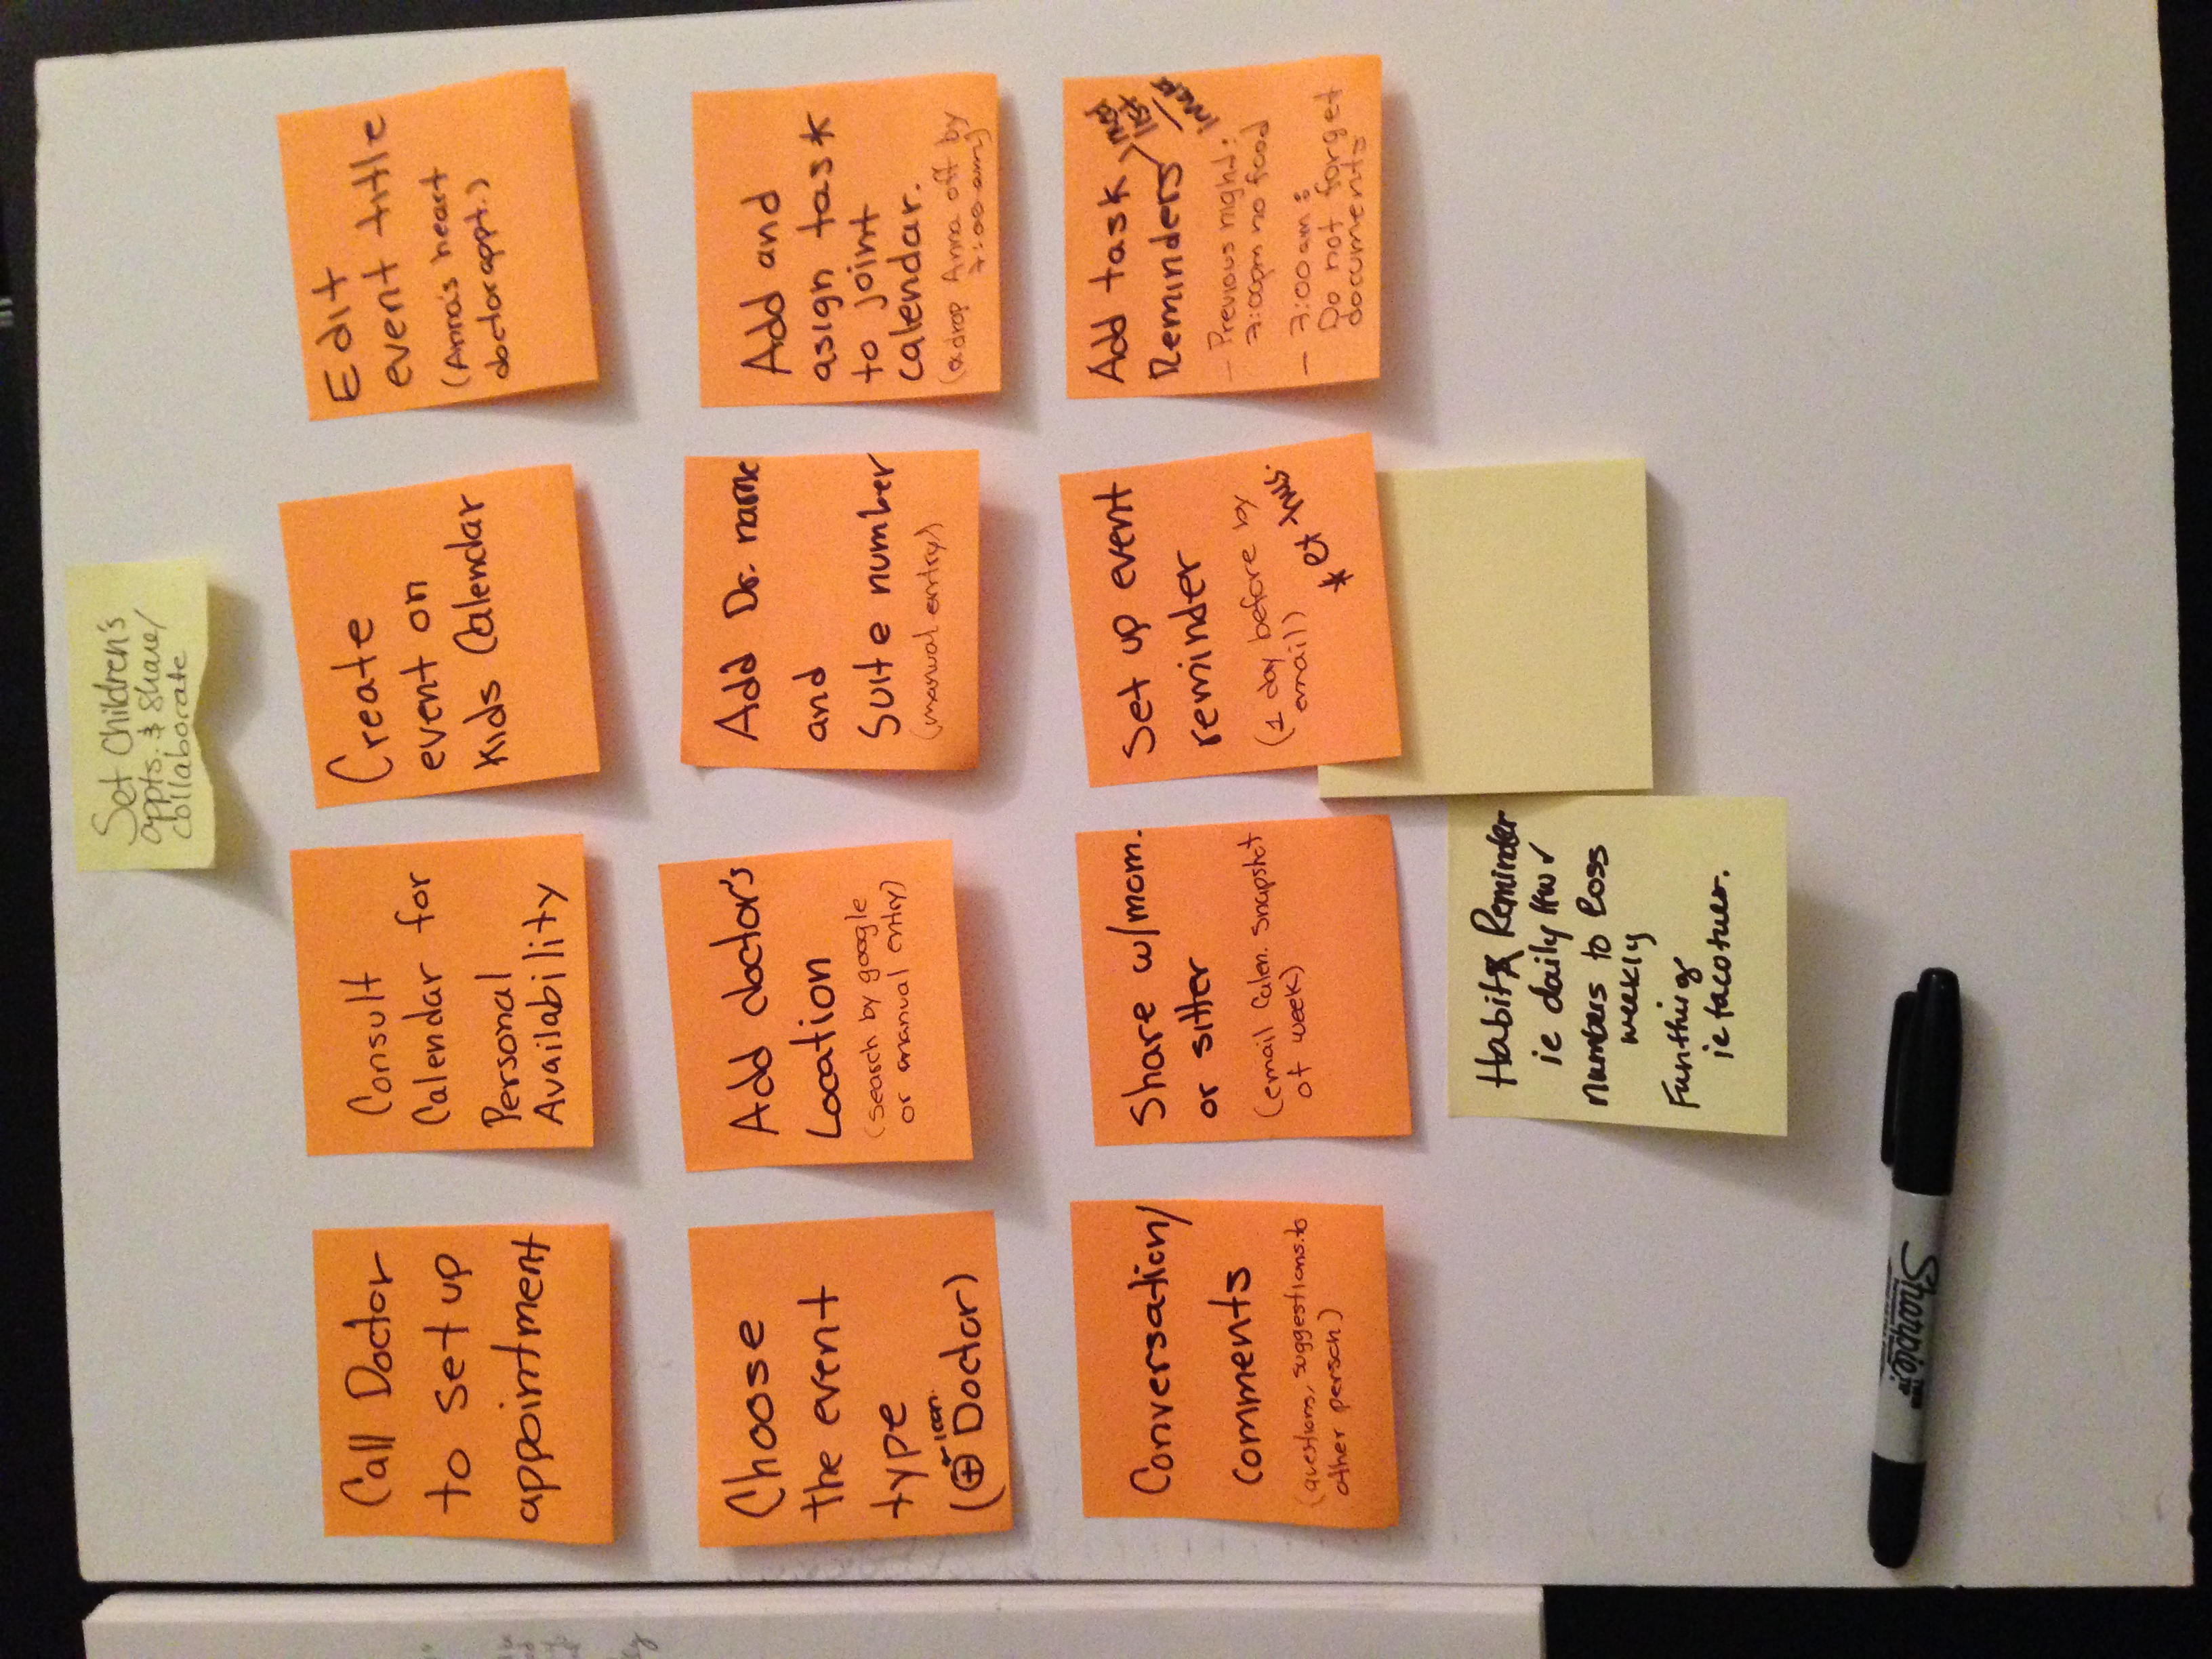 Set Children's
appts. & share/
collaborate
Call Doctor
to set up
appointment
Consult
Calendar for
Personal
Availability
Create
event on
Kids Calendar
Edit
event title
(Anna's heart
doctor appt.)
Choose
the event
type
← icon.
(⊕ Doctor)
Add doctor's
Location
(search by google
or manual entry)
Add Dr. name
and
Suite number
(manual entry)
Add and
asign task
to joint
calendar.
drop Anna off by
7:00 am)
Conversation/
comments
(questions, suggestions to
other person)
Share w/mom.
or sitter
(email Calen. Snapshot
of week)
Set up event
reminder
(1 day before by
email)
Add task
Reminders
med
list
- Previous night:
7:00pm no food
- 7:00 am:
Do not forget
documents
Habit Reminder
ie daily HW ✓
numbers to boss
weekly
Fun things
ie taco tues.
Sharpie